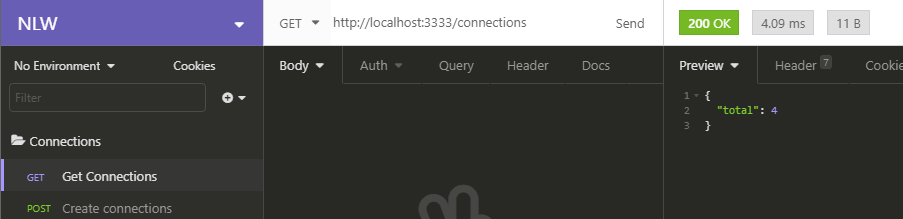 NLW
GET http://localhost:3333/connections Send
200 OK 4.09 ms 11 B
No Environment Cookies
Body Auth Query Header Docs
Preview Header 7 Cookie
Filter
1 {
2 "total": 4
3 }
Connections
GET Get Connections
POST Create connections